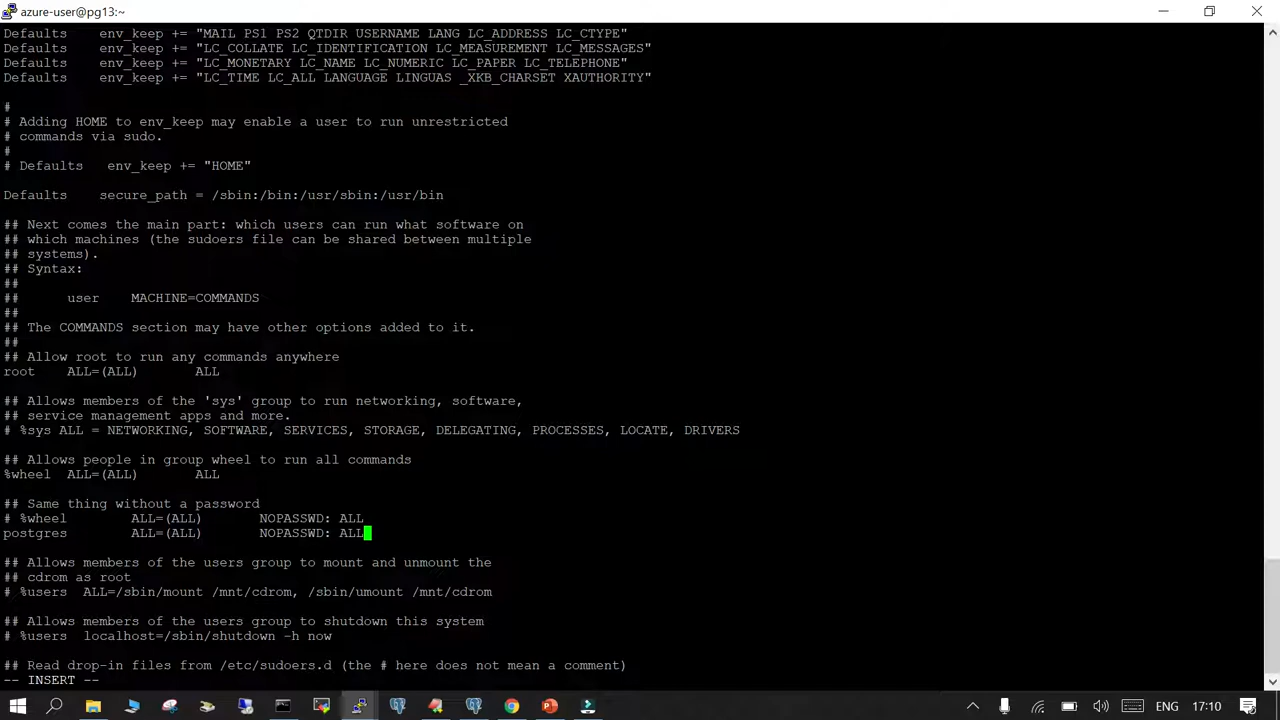 azure-user@pg13:~
Defaults    env_keep += "MAIL PS1 PS2 QTDIR USERNAME LANG LC_ADDRESS LC_CTYPE"
Defaults    env_keep += "LC_COLLATE LC_IDENTIFICATION LC_MEASUREMENT LC_MESSAGES"
Defaults    env_keep += "LC_MONETARY LC_NAME LC_NUMERIC LC_PAPER LC_TELEPHONE"
Defaults    env_keep += "LC_TIME LC_ALL LANGUAGE LINGUAS _XKB_CHARSET XAUTHORITY"
#
# Adding HOME to env_keep may enable a user to run unrestricted
# commands via sudo.
#
# Defaults   env_keep += "HOME"
Defaults    secure_path = /sbin:/bin:/usr/sbin:/usr/bin
## Next comes the main part: which users can run what software on
## which machines (the sudoers file can be shared between multiple
## systems).
## Syntax:
##
##      user    MACHINE=COMMANDS
##
## The COMMANDS section may have other options added to it.
##
## Allow root to run any commands anywhere
root    ALL=(ALL)       ALL
## Allows members of the 'sys' group to run networking, software,
## service management apps and more.
# %sys ALL = NETWORKING, SOFTWARE, SERVICES, STORAGE, DELEGATING, PROCESSES, LOCATE, DRIVERS
## Allows people in group wheel to run all commands
%wheel  ALL=(ALL)       ALL
## Same thing without a password
# %wheel        ALL=(ALL)       NOPASSWD: ALL
postgres        ALL=(ALL)       NOPASSWD: ALL
## Allows members of the users group to mount and unmount the
## cdrom as root
# %users  ALL=/sbin/mount /mnt/cdrom, /sbin/umount /mnt/cdrom
## Allows members of the users group to shutdown this system
# %users  localhost=/sbin/shutdown -h now
## Read drop-in files from /etc/sudoers.d (the # here does not mean a comment)
-- INSERT --
ENG 17:10